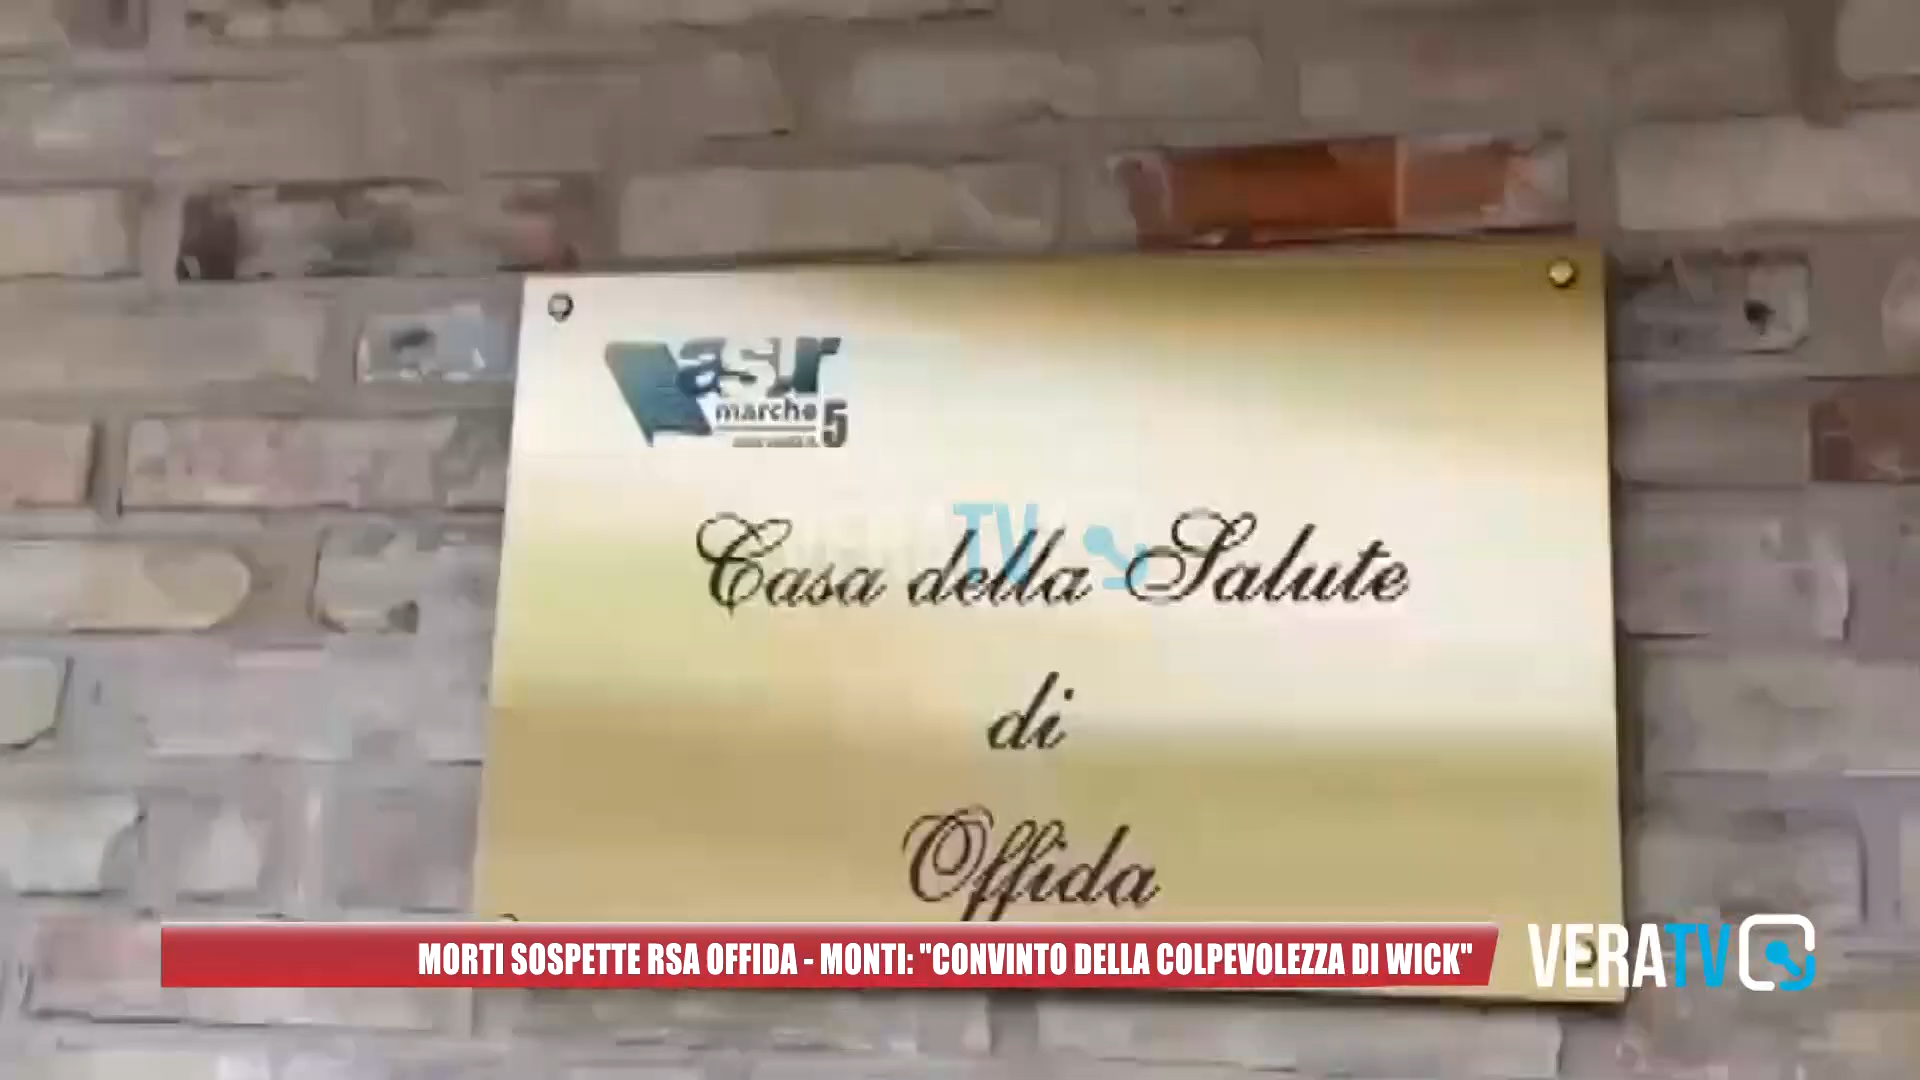 asur
marche 5
VERATV
Casa della Salute
di
Offida
MORTI SOSPETTE RSA OFFIDA - MONTI: "CONVINTO DELLA COLPEVOLEZZA DI WICK"
VERATV